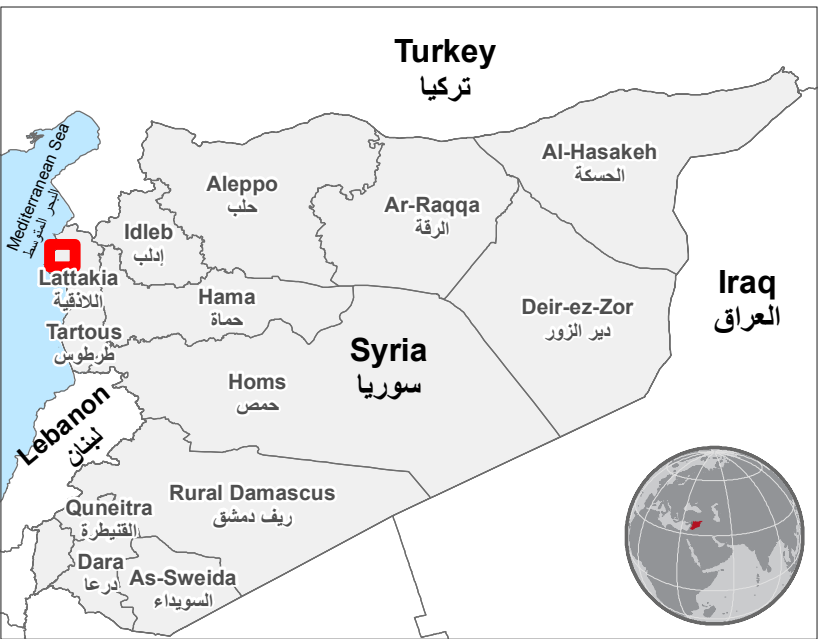 Turkey
تركيا
Mediterranean Sea
البحر المتوسط
Al-Hasakeh
الحسكة
Aleppo
حلب
Ar-Raqqa
الرقة
Idleb
إدلب
Lattakia
اللاذقية
Hama
حماة
Deir-ez-Zor
دير الزور
Iraq
العراق
Tartous
طرطوس
Syria
سوريا
Homs
حمص
Lebanon
لبنان
Rural Damascus
ريف دمشق
Quneitra
القنيطرة
Dara
درعا
As-Sweida
السويداء